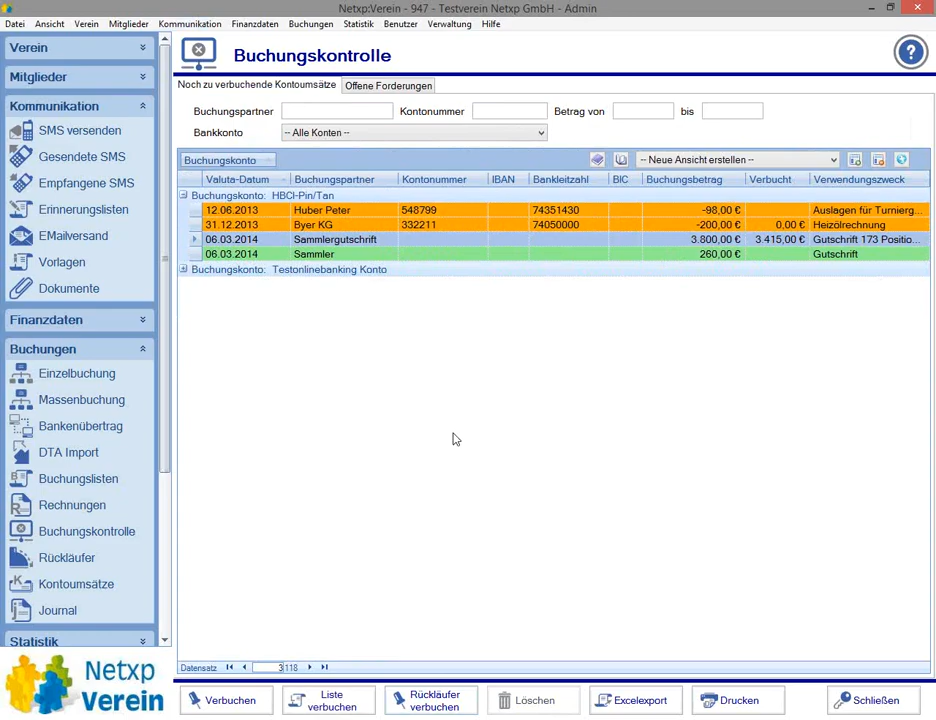 Netxp:Verein - 947 - Testverein Netxp GmbH - Admin
Datei Ansicht Verein Mitglieder Kommunikation Finanzdaten Buchungen Statistik Benutzer Verwaltung Hilfe
Verein
Mitglieder
Kommunikation
SMS versenden
Gesendete SMS
Empfangene SMS
Erinnerungslisten
EMailversand
Vorlagen
Dokumente
Finanzdaten
Buchungen
Einzelbuchung
Massenbuchung
Bankenübertrag
DTA Import
Buchungslisten
Rechnungen
Buchungskontrolle
Rückläufer
Kontoumsätze
Journal
Statistik
Netxp
Verein
Buchungskontrolle
?
Noch zu verbuchende Kontoumsätze Offene Forderungen
Buchungspartner Kontonummer Betrag von bis
Bankkonto -- Alle Konten --
Buchungskonto -- Neue Ansicht erstellen --
Valuta-Datum Buchungspartner Kontonummer IBAN Bankleitzahl BIC Buchungsbetrag Verbucht Verwendungszweck
Buchungskonto: HBCI-Pin/Tan
12.06.2013 Huber Peter 548799 74351430 -98,00 € Auslagen für Turnierg...
31.12.2013 Byer KG 332211 74050000 -200,00 € 0,00 € Heizölrechnung
06.03.2014 Sammlergutschrift 3.800,00 € 3.415,00 € Gutschrift 173 Positio...
06.03.2014 Sammler 260,00 € Gutschrift
Buchungskonto: Testonlinebanking Konto
Datensatz 3 118
Verbuchen
Liste verbuchen
Rückläufer verbuchen
Löschen
Excelexport
Drucken
Schließen